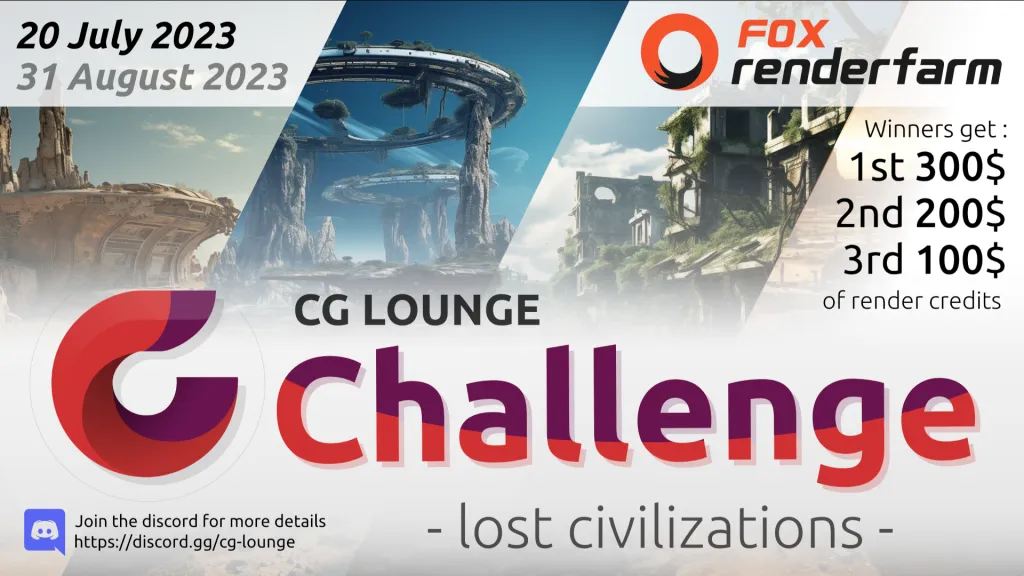 20 July 2023
31 August 2023
FOX
renderfarm
Winners get :
1st 300$
2nd 200$
3rd 100$
of render credits
CG LOUNGE
Challenge
- lost civilizations -
Join the discord for more details
https://discord.gg/cg-lounge